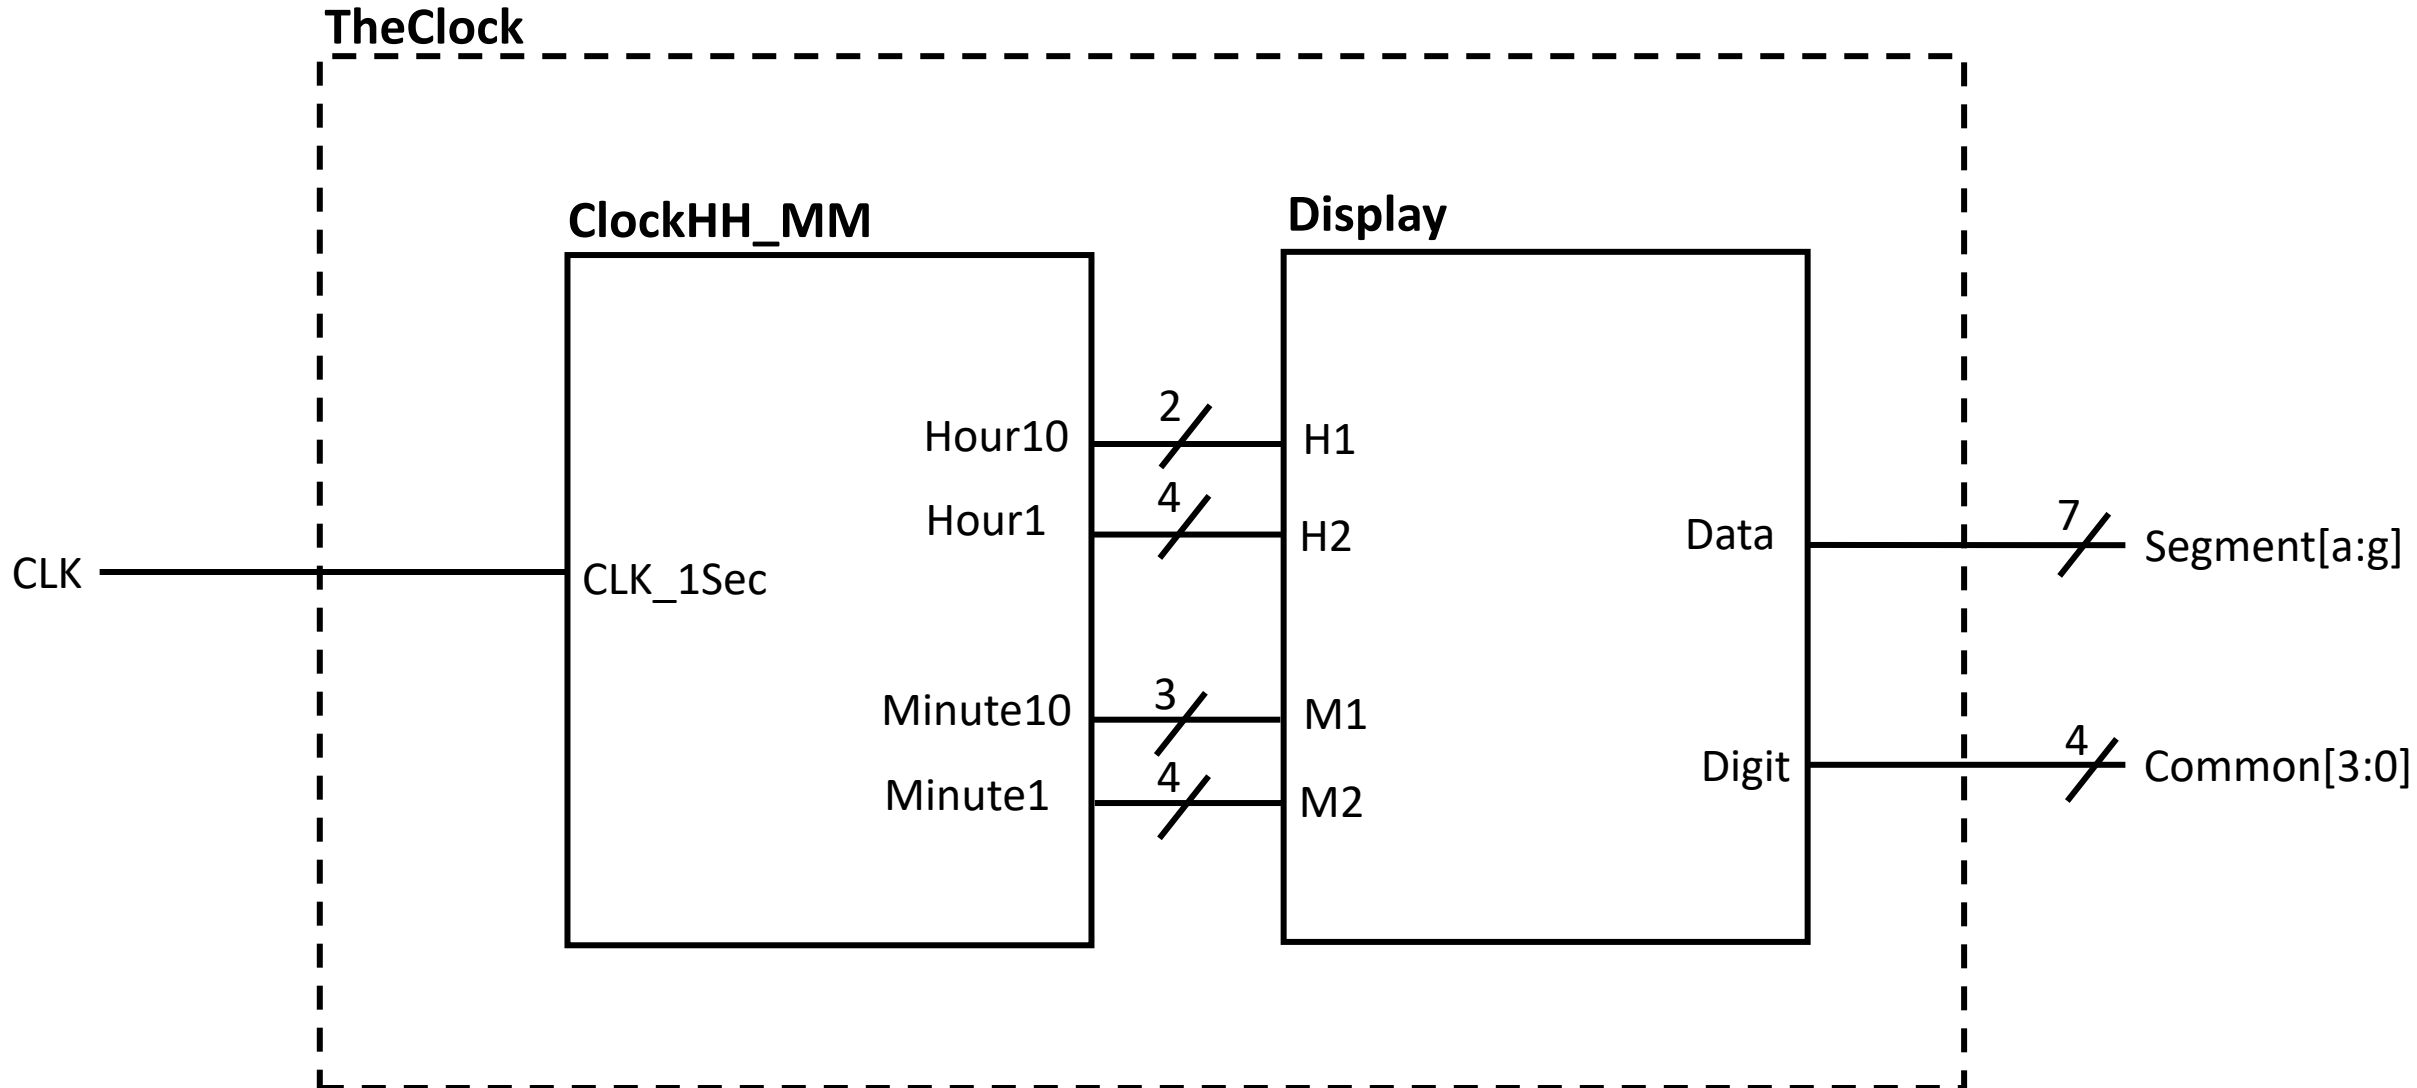 TheClock
ClockHH_MM
Display
2
Hour10
H1
4
Hour1
H2
7
Data
Segment[a:g]
CLK
CLK_1Sec
3
Minute10
M1
4
Digit
Common[3:0]
4
Minute1
M2